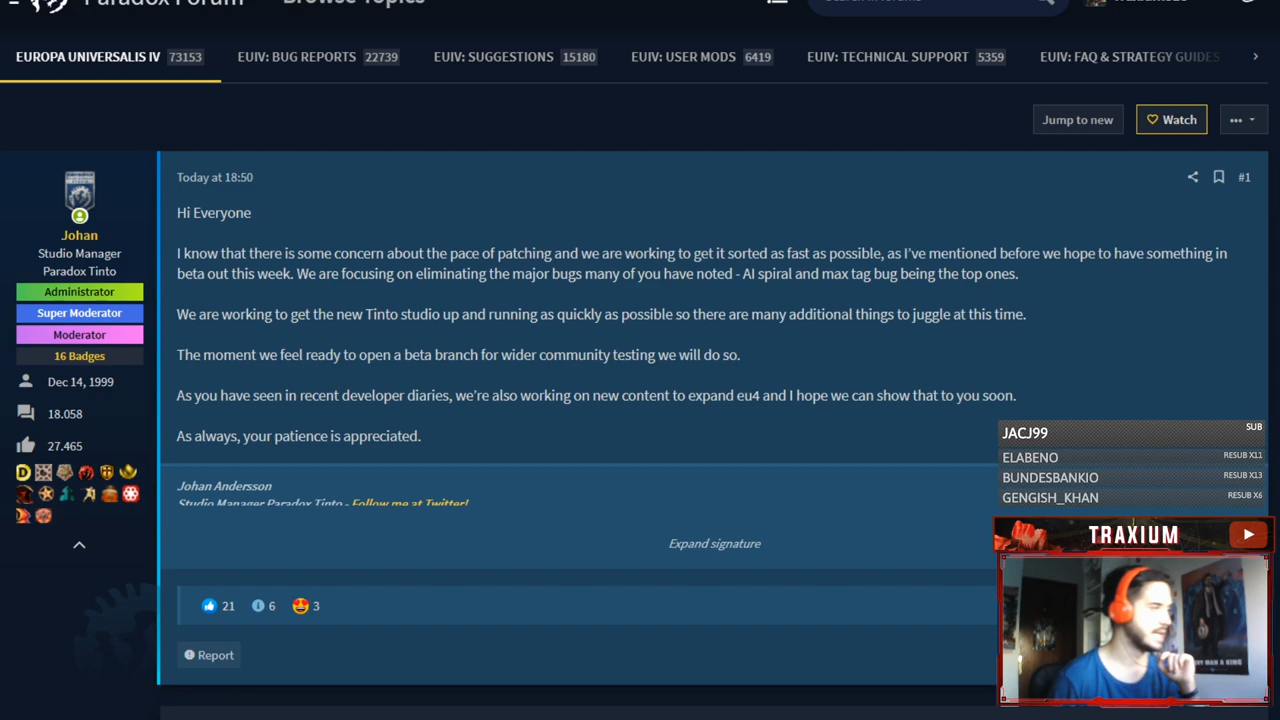 Paradox Forum
Browse Topics
EUROPA UNIVERSALIS IV 73153
EUIV: BUG REPORTS 22739
EUIV: SUGGESTIONS 15180
EUIV: USER MODS 6419
EUIV: TECHNICAL SUPPORT 5359
EUIV: FAQ & STRATEGY GUIDES
Jump to new
Watch
Today at 18:50
#1
Johan
Studio Manager
Paradox Tinto
Administrator
Super Moderator
Moderator
16 Badges
Dec 14, 1999
18.058
27.465
Hi Everyone
I know that there is some concern about the pace of patching and we are working to get it sorted as fast as possible, as I've mentioned before we hope to have something in
beta out this week. We are focusing on eliminating the major bugs many of you have noted - AI spiral and max tag bug being the top ones.
We are working to get the new Tinto studio up and running as quickly as possible so there are many additional things to juggle at this time.
The moment we feel ready to open a beta branch for wider community testing we will do so.
As you have seen in recent developer diaries, we're also working on new content to expand eu4 and I hope we can show that to you soon.
As always, your patience is appreciated.
Johan Andersson
Studio Manager Paradox Tinto - Follow me at Twitter!
Expand signature
21
6
3
Report
JACJ99 SUB
ELABENO RESUB X11
BUNDESBANKIO RESUB X13
GENGISH_KHAN RESUB X6
TRAXIUM